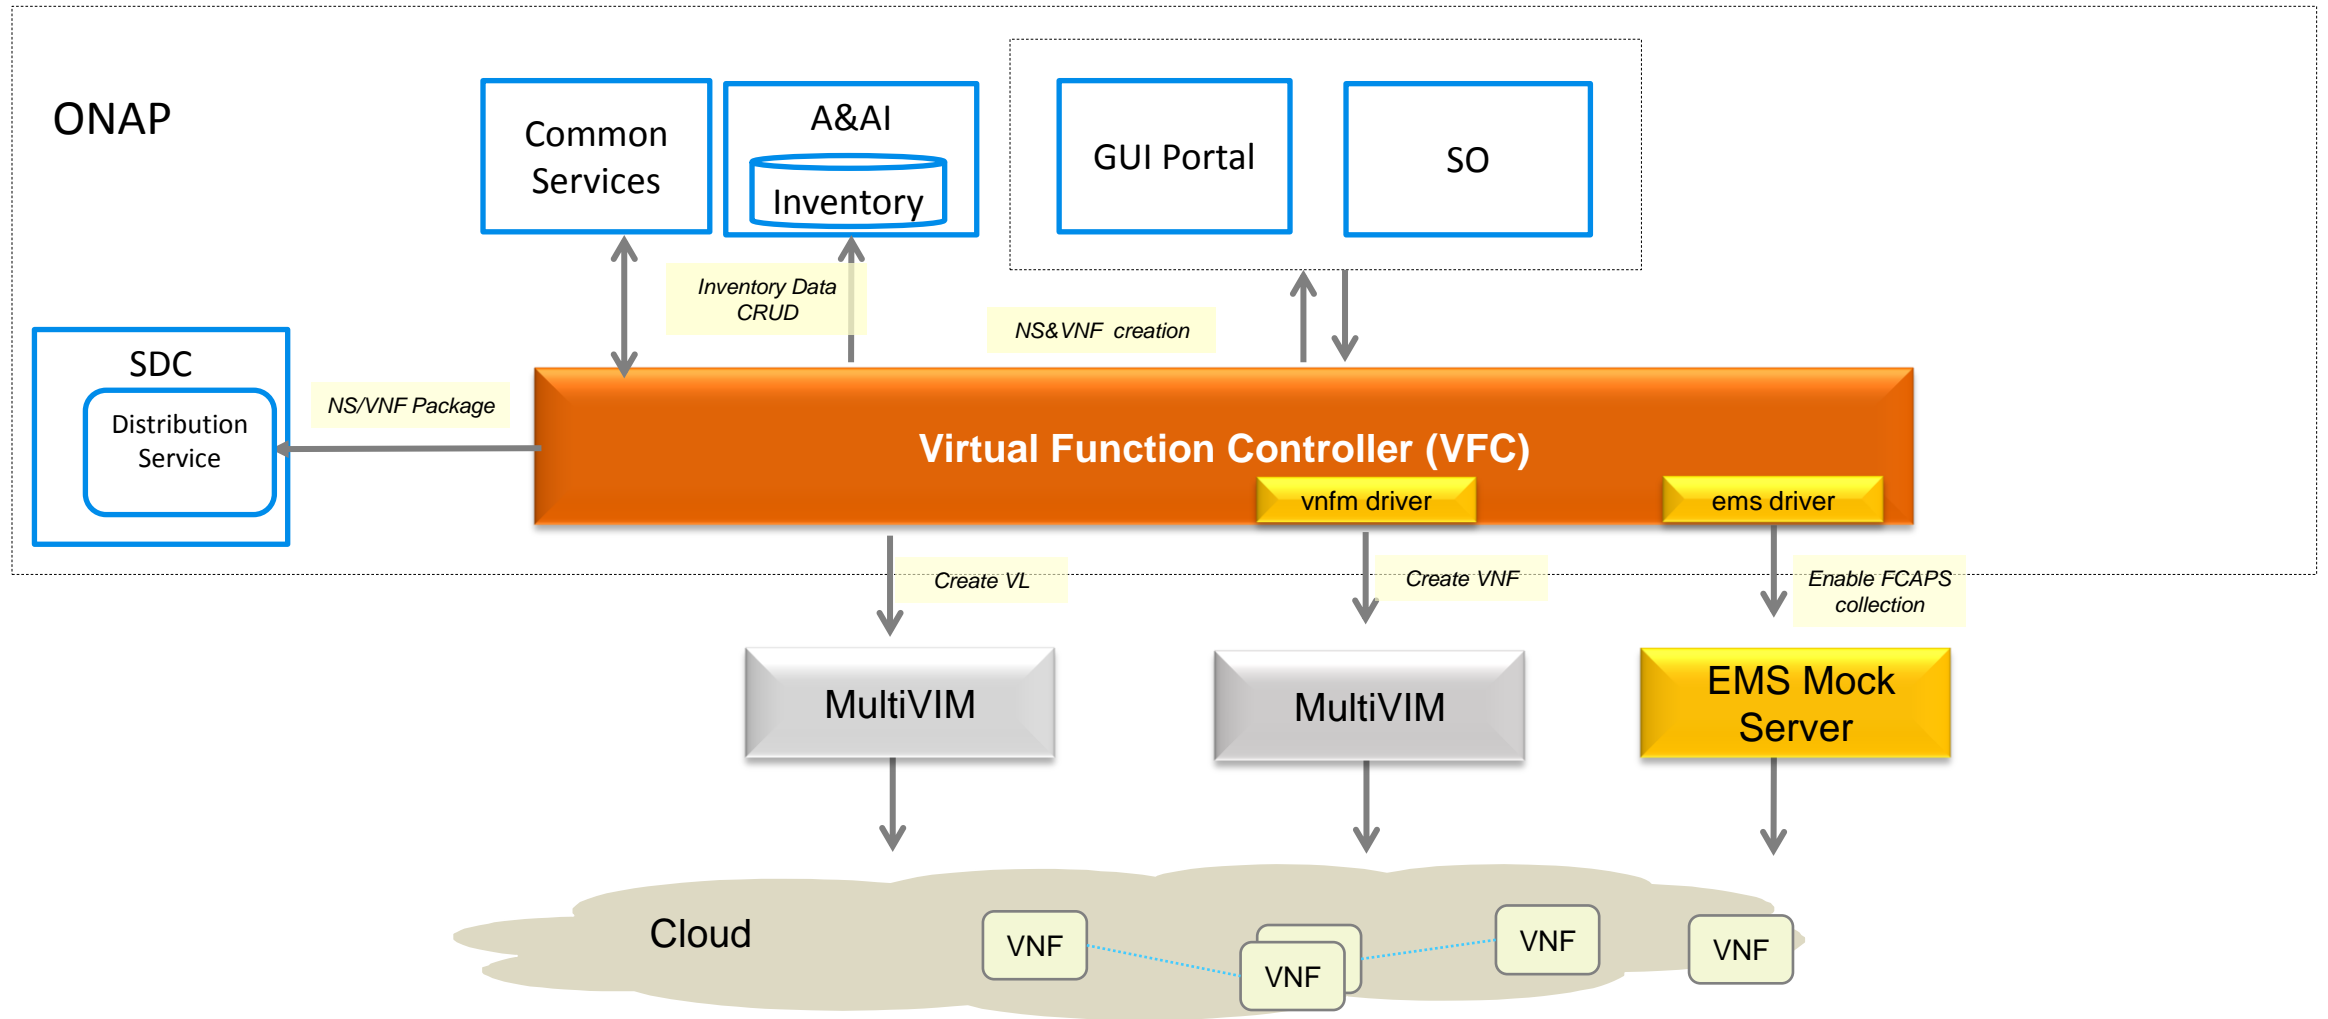 ONAP
Common
Services
A&AI
Inventory
GUI Portal
SO
Inventory Data
CRUD
NS&VNF creation
SDC
Distribution
Service
NS/VNF Package
Virtual Function Controller (VFC)
vnfm driver
ems driver
Create VL
Create VNF
Enable FCAPS
collection
MultiVIM
MultiVIM
EMS Mock
Server
Cloud
VNF
VNF
VNF
VNF